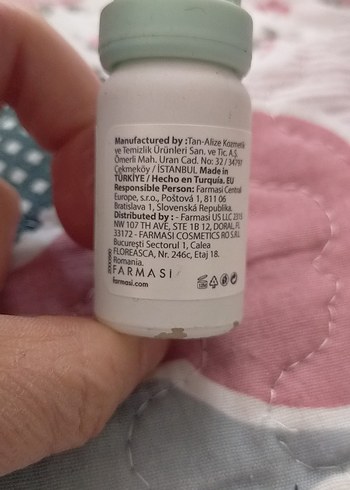 Manufactured by :Tan-Alize Kozmetik
ve Temizlik Ürünleri San. ve Tic. A.Ş.
Ömerli Mah. Uran Cad. No: 32 / 34797
Çekmeköy / İSTANBUL Made in
TÜRKİYE / Hecho en Turquía. EU
Responsible Person: Farmasi Central
Europe, s.r.o., Poštová 1, 811 06
Bratislava 1, Slovenská Republika.
Distributed by : - Farmasi US LLC 2315
NW 107 TH AVE, STE 1B 12, DORAL, FL
33172 - FARMASI COSMETICS RO S.R.L
București Sectorul 1, Calea
FLOREASCA, Nr. 246c, Etaj 18.
Romania.
FARMASI
farmasi.com